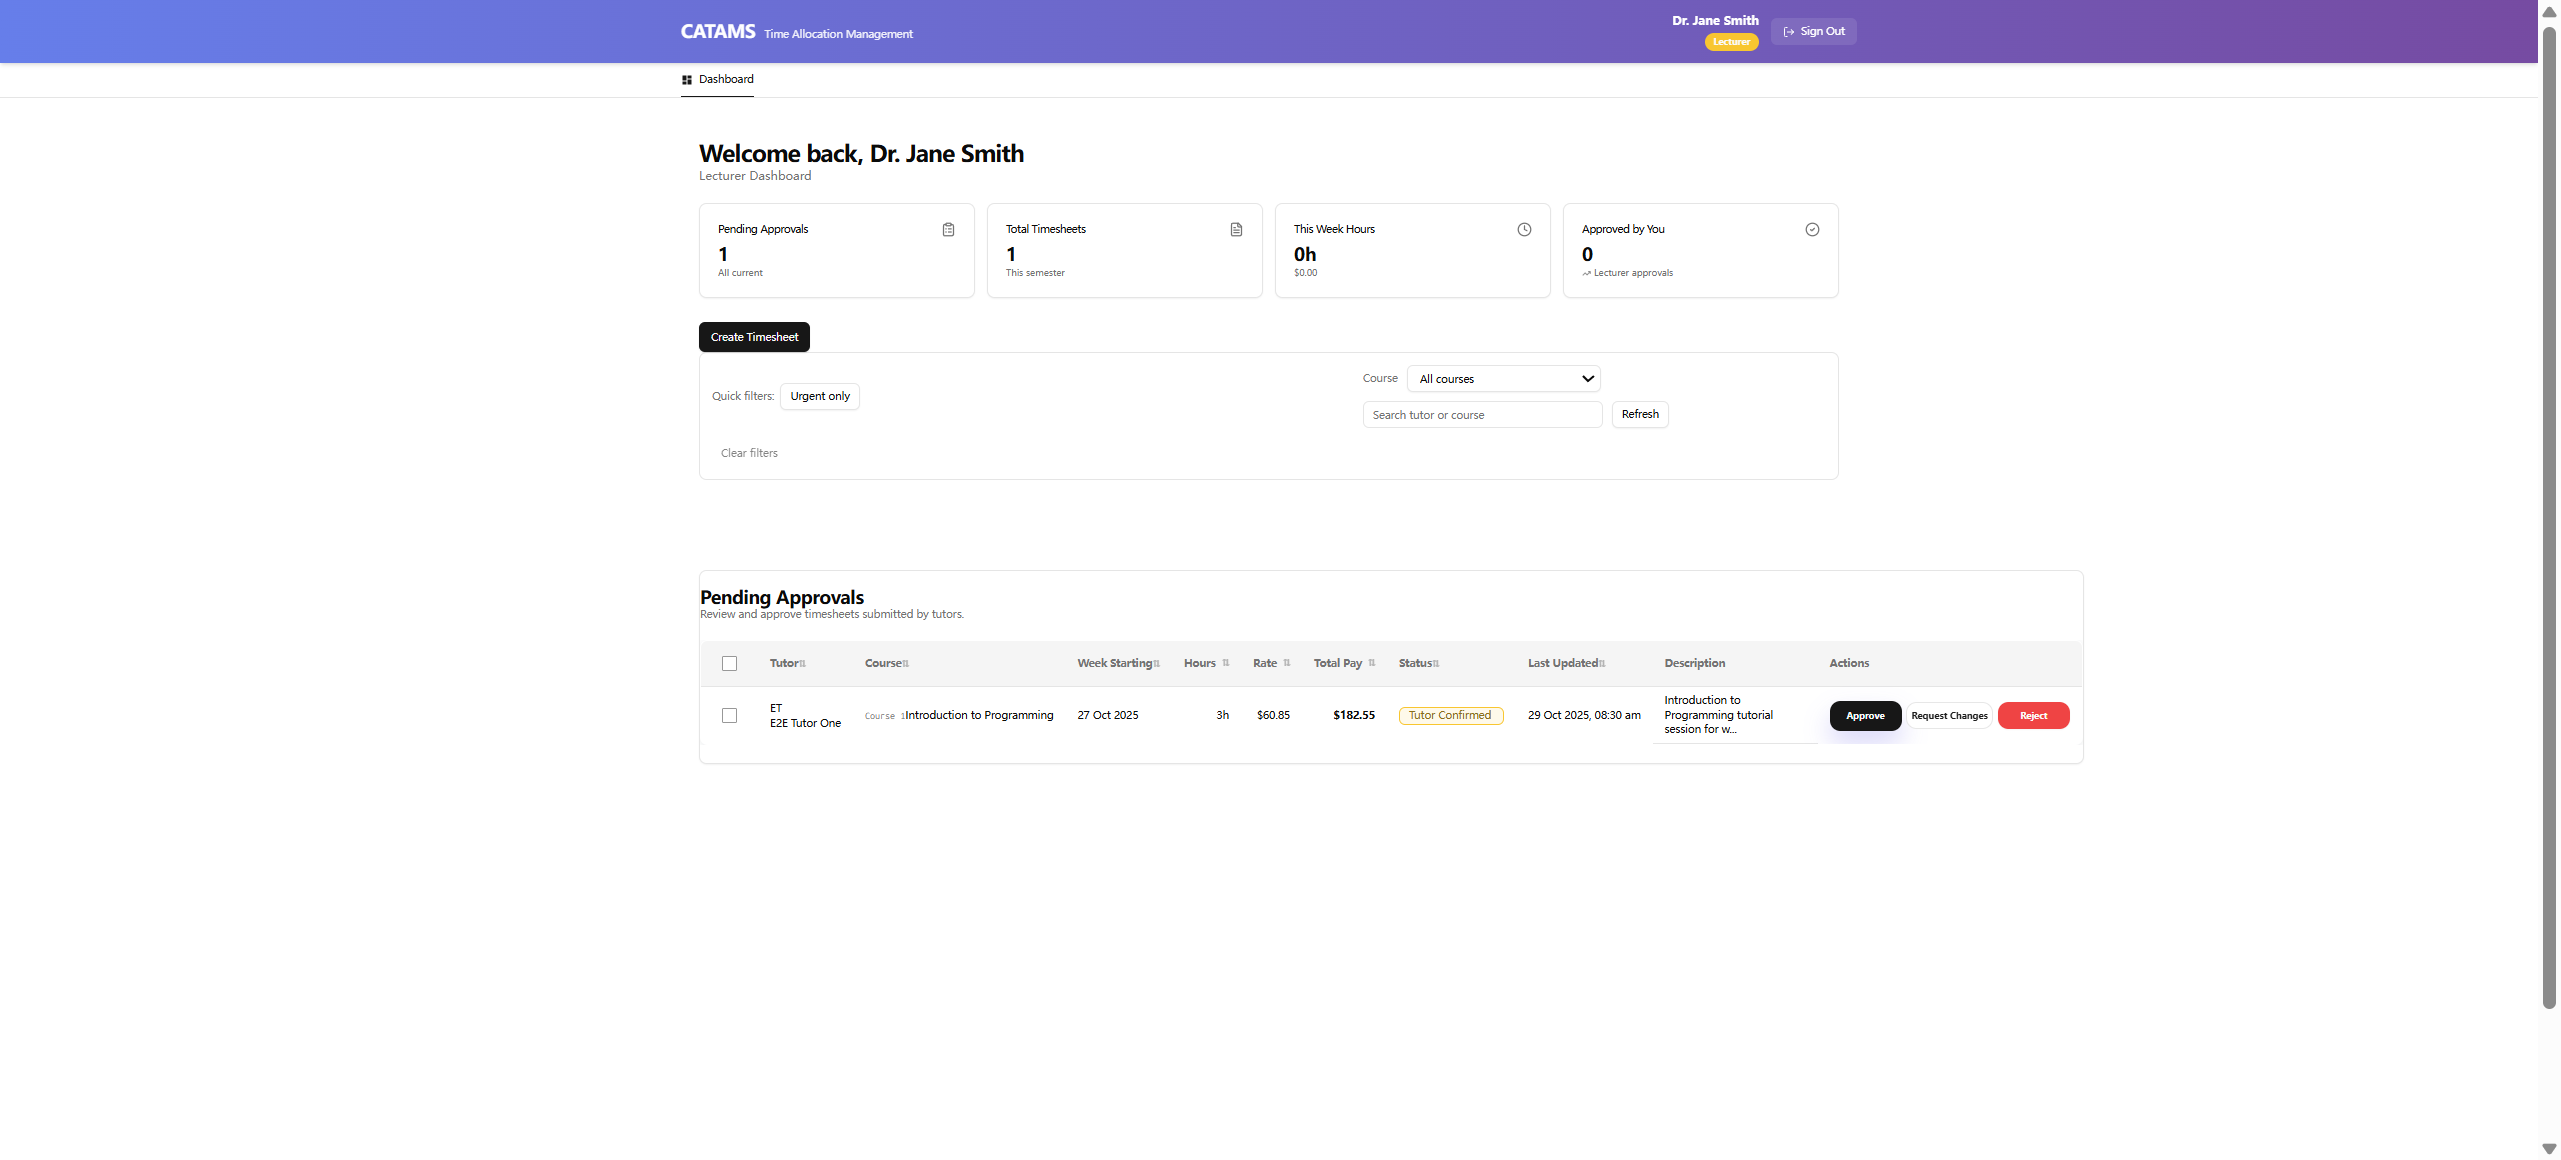 CATAMS Time Allocation Management
Dr. Jane Smith
Lecturer
Sign Out
Dashboard
Welcome back, Dr. Jane Smith
Lecturer Dashboard
Pending Approvals
1
All current
Total Timesheets
1
This semester
This Week Hours
0h
$0.00
Approved by You
0
Lecturer approvals
Create Timesheet
Quick filters: Urgent only
Course All courses
Search tutor or course Refresh
Clear filters
Pending Approvals
Review and approve timesheets submitted by tutors.
Tutor Course Week Starting Hours Rate Total Pay Status Last Updated Description Actions
ET
E2E Tutor One
Course 1Introduction to Programming
27 Oct 2025
3h
$60.85
$182.55
Tutor Confirmed
29 Oct 2025, 08:30 am
Introduction to
Programming tutorial
session for w...
Approve
Request Changes
Reject